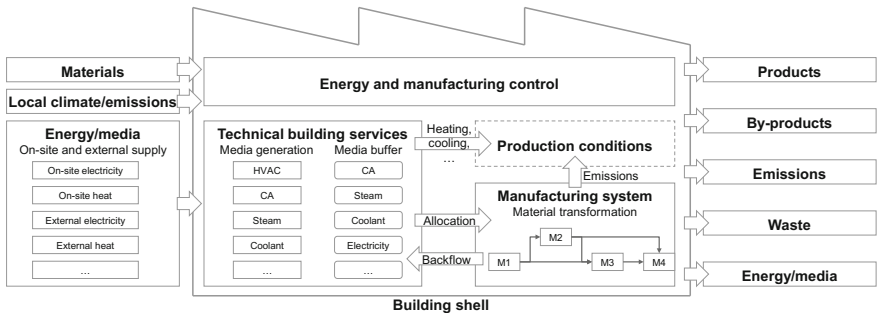 Materials
Local climate/emissions
Energy/media
On-site and external supply
On-site electricity
On-site heat
External electricity
External heat
...
Energy and manufacturing control
Technical building services
Media generation
Media buffer
HVAC
CA
CA
Steam
Steam
Coolant
Coolant
Electricity
...
...
Heating,
cooling,
...
Production conditions
Emissions
Allocation
Backflow
Manufacturing system
Material transformation
M1
M2
M3
M4
Building shell
Products
By-products
Emissions
Waste
Energy/media